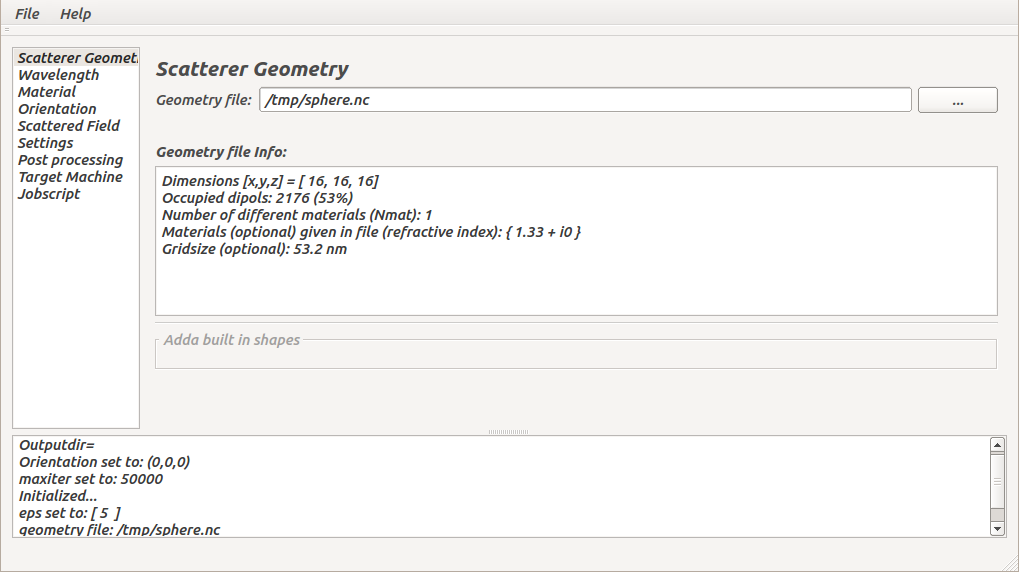 File Help
Scatterer Geomet
Wavelength
Material
Orientation
Scattered Field
Settings
Post processing
Target Machine
Jobscript
Scatterer Geometry
Geometry file: /tmp/sphere.nc ...
Geometry file Info:
Dimensions [x,y,z] = [ 16, 16, 16]
Occupied dipols: 2176 (53%)
Number of different materials (Nmat): 1
Materials (optional) given in file (refractive index): { 1.33 + i0 }
Gridsize (optional): 53.2 nm
Adda built in shapes
Outputdir=
Orientation set to: (0,0,0)
maxiter set to: 50000
Initialized...
eps set to: [ 5 ]
geometry file: /tmp/sphere.nc